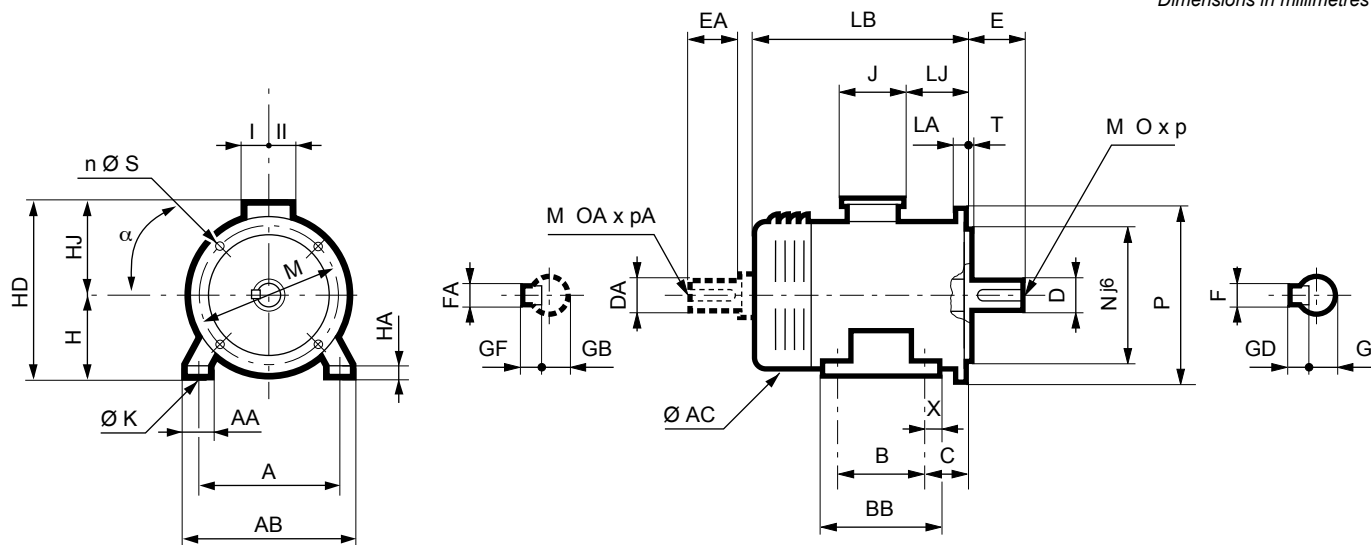 Dimensions in millimetres
EA
LB
E
J
LJ
I
II
LA
T
M O x p
n Ø S
M OA x pA
α
HJ
HD
M
H
HA
FA
DA
D
N j6
P
F
GF
GB
GD
G
Ø K
AA
Ø AC
X
A
B
C
AB
BB